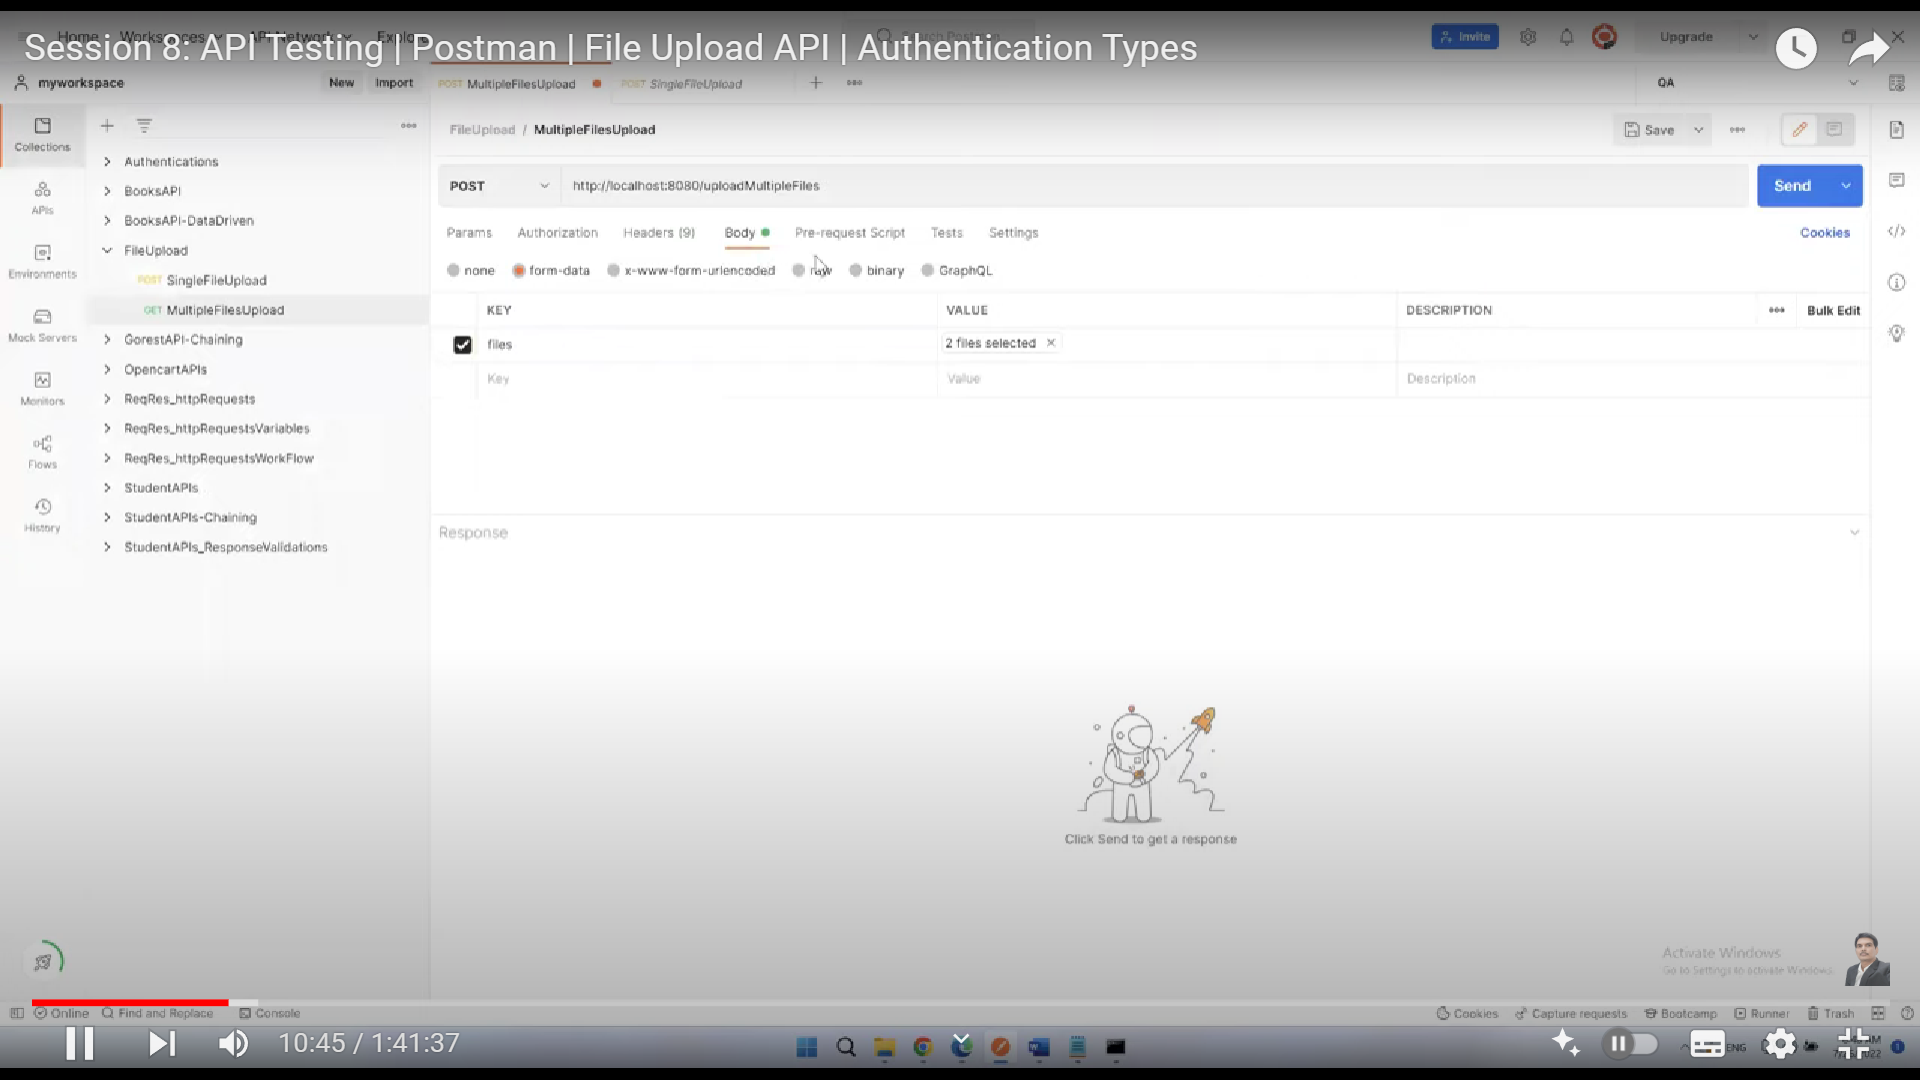 Session 8: API Testing | Postman | File Upload API | Authentication Types
Invite
Upgrade
myworkspace
New
Import
POST MultipleFilesUpload
POST SingleFileUpload
QA
Collections
APIs
Environments
Mock Servers
Monitors
Flows
History
Authentications
BooksAPI
BooksAPI-DataDriven
FileUpload
POST SingleFileUpload
GET MultipleFilesUpload
GorestAPI-Chaining
OpencartAPIs
ReqRes_httpRequests
ReqRes_httpRequestsVariables
ReqRes_httpRequestsWorkFlow
StudentAPIs
StudentAPIs-Chaining
StudentAPIs_ResponseValidations
FileUpload / MultipleFilesUpload
Save
POST
http://localhost:8080/uploadMultipleFiles
Send
Params Authorization Headers (9) Body Pre-request Script Tests Settings
Cookies
none form-data x-www-form-urlencoded raw binary GraphQL
KEY VALUE DESCRIPTION
Bulk Edit
files 2 files selected
Key Value Description
Response
Click Send to get a response
Activate Windows
Go to Settings to activate Windows.
Online Find and Replace Console
Cookies Capture requests Bootcamp Runner Trash
10:45 / 1:41:37
ENG